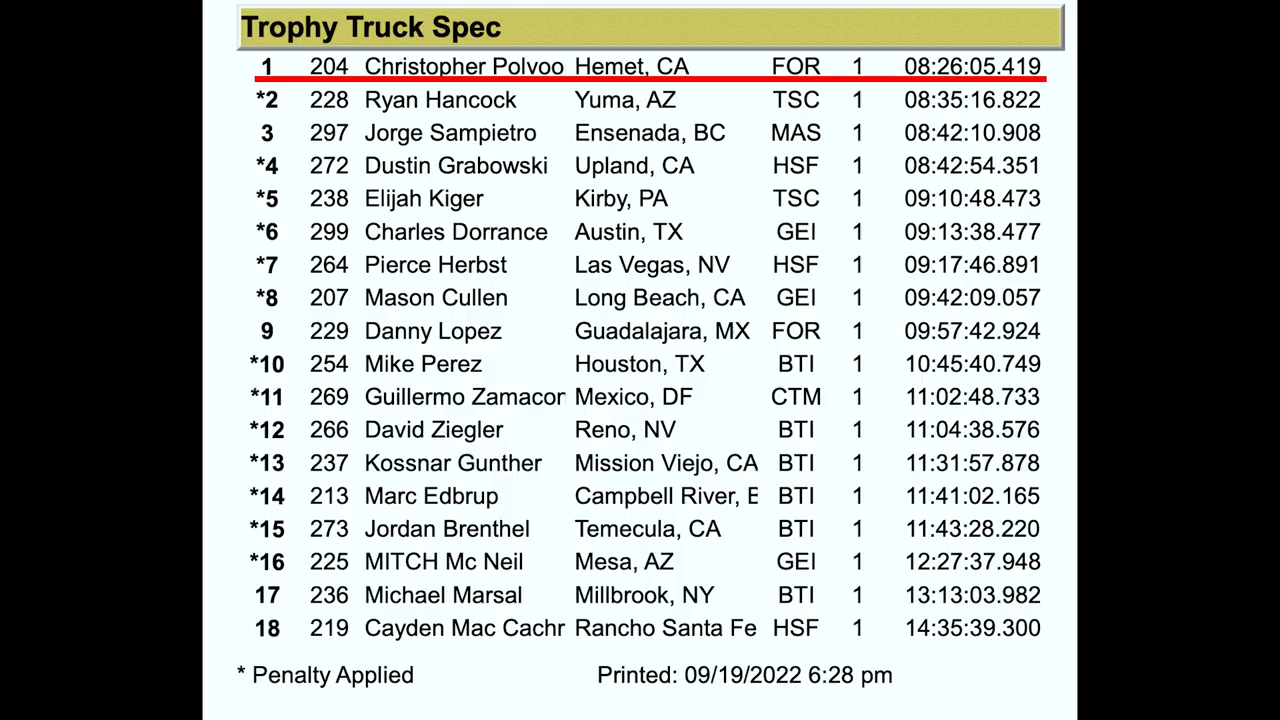 Trophy Truck Spec
1 204 Christopher Polvoo Hemet, CA FOR 1 08:26:05.419
*2 228 Ryan Hancock Yuma, AZ TSC 1 08:35:16.822
3 297 Jorge Sampietro Ensenada, BC MAS 1 08:42:10.908
*4 272 Dustin Grabowski Upland, CA HSF 1 08:42:54.351
*5 238 Elijah Kiger Kirby, PA TSC 1 09:10:48.473
*6 299 Charles Dorrance Austin, TX GEI 1 09:13:38.477
*7 264 Pierce Herbst Las Vegas, NV HSF 1 09:17:46.891
*8 207 Mason Cullen Long Beach, CA GEI 1 09:42:09.057
9 229 Danny Lopez Guadalajara, MX FOR 1 09:57:42.924
*10 254 Mike Perez Houston, TX BTI 1 10:45:40.749
*11 269 Guillermo Zamacon Mexico, DF CTM 1 11:02:48.733
*12 266 David Ziegler Reno, NV BTI 1 11:04:38.576
*13 237 Kossnar Gunther Mission Viejo, CA BTI 1 11:31:57.878
*14 213 Marc Edbrup Campbell River, B BTI 1 11:41:02.165
*15 273 Jordan Brenthel Temecula, CA BTI 1 11:43:28.220
*16 225 MITCH Mc Neil Mesa, AZ GEI 1 12:27:37.948
17 236 Michael Marsal Millbrook, NY BTI 1 13:13:03.982
18 219 Cayden Mac Cachr Rancho Santa Fe HSF 1 14:35:39.300
* Penalty Applied Printed: 09/19/2022 6:28 pm